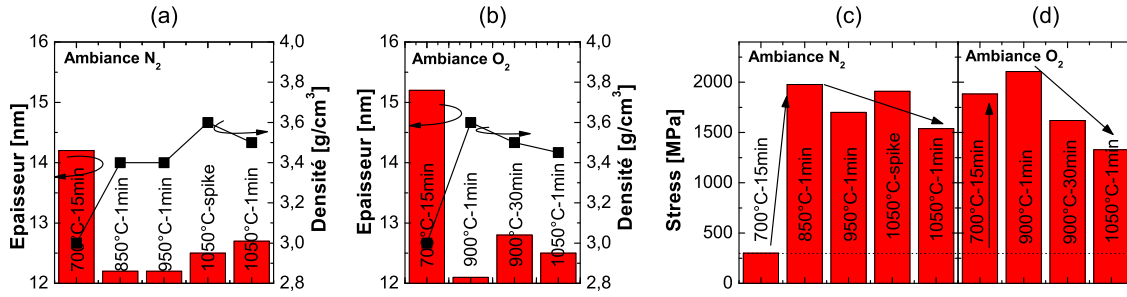 (a)
Ambiance N2
Epaisseur [nm]
16
15
14
13
12
4,0
3,8
3,6
3,4
3,2
3,0
2,8
Densité [g/cm3]
700°C-15min
850°C-1min
950°C-1min
1050°C-spike
1050°C-1min
(b)
Ambiance O2
Epaisseur [nm]
16
15
14
13
12
4,0
3,8
3,6
3,4
3,2
3,0
2,8
Densité [g/cm3]
700°C-15min
900°C-1min
900°C-30min
1050°C-1min
(c)
Ambiance N2
Stress [MPa]
2000
1500
1000
500
0
700°C-15min
850°C-1min
950°C-1min
1050°C-spike
1050°C-1min
(d)
Ambiance O2
700°C-15min
900°C-1min
900°C-30min
1050°C-1min